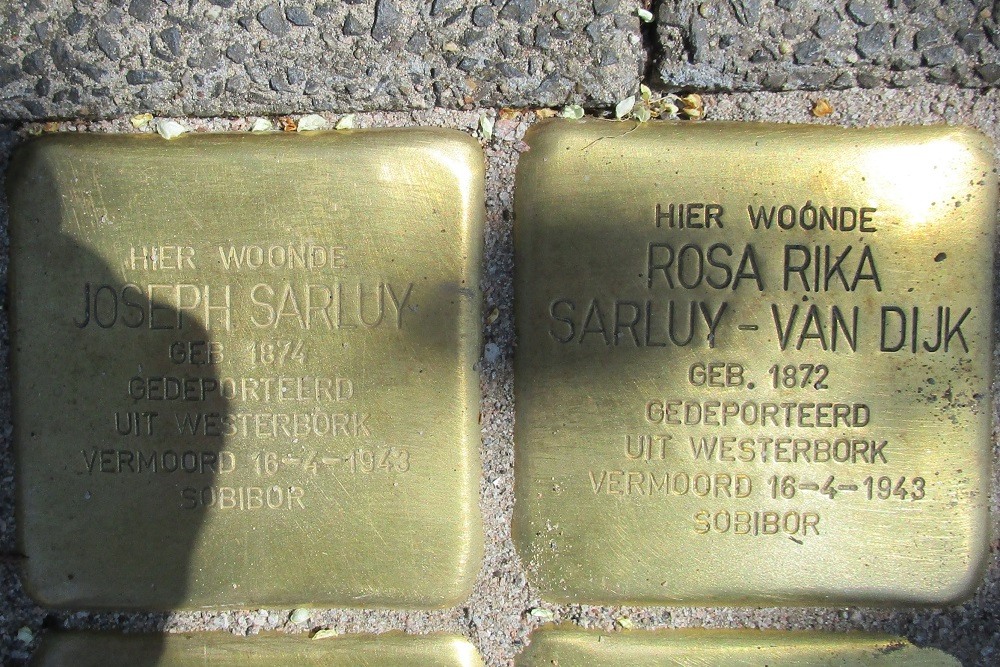 HIER WOONDE
JOSEPH SARLUY
GEB. 1874
GEDEPORTEERD
UIT WESTERBORK
VERMOORD 16-4-1943
SOBIBOR
HIER WOONDE
ROSA RIKA
SARLUY-VAN DIJK
GEB. 1872
GEDEPORTEERD
UIT WESTERBORK
VERMOORD 16-4-1943
SOBIBOR